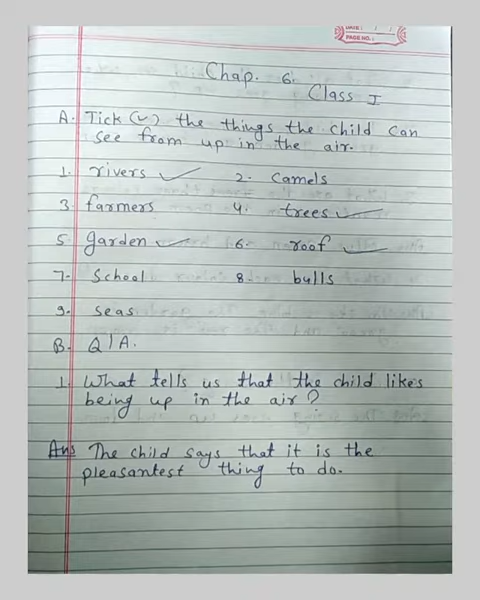 DATE: / /
PAGE NO.:
Chap. 6.
Class I
A. Tick (✓) the things the child can
see from up in the air.
1. rivers ✓ 2. Camels
3. farmers 4. trees ✓
5. garden ✓ 6. roof ✓
7. School 8. bulls
9. seas
B. Q/A.
1. What tells us that the child likes
being up in the air?
Ans The child says that it is the
pleasantest thing to do.